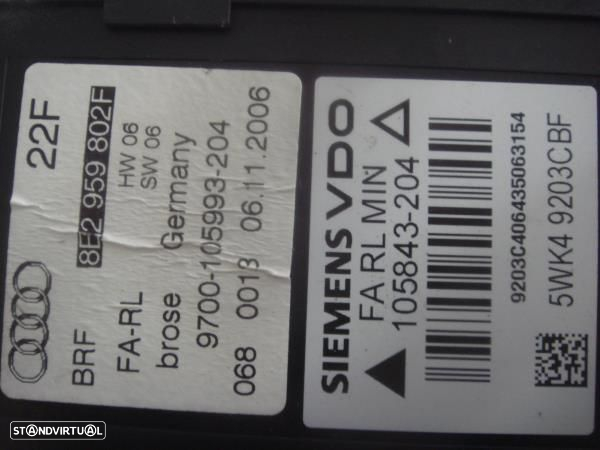 22F
BRF 8E2 959 802F
FA-RL HW 06
SW 06
brose Germany
9700-105993-204
068 0013 06.11.2006
SIEMENS VDO
FA RL MIN
105843-204
9203C406435063154
5WK4 9203CBF
STANDVIRTUAL